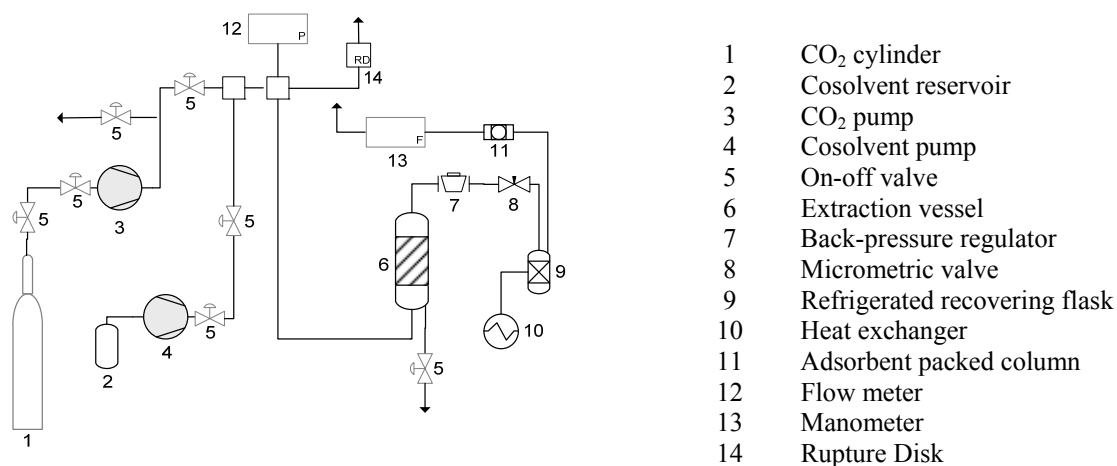 12
P
RD
14
5
5
F
13
11
5
3
5
5
7
8
6
9
5
4
2
10
5
1
1 CO₂ cylinder
2 Cosolvent reservoir
3 CO₂ pump
4 Cosolvent pump
5 On-off valve
6 Extraction vessel
7 Back-pressure regulator
8 Micrometric valve
9 Refrigerated recovering flask
10 Heat exchanger
11 Adsorbent packed column
12 Flow meter
13 Manometer
14 Rupture Disk